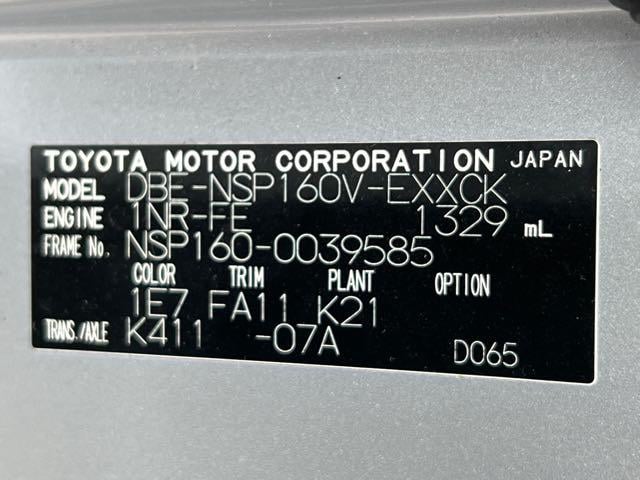 TOYOTA MOTOR CORPORATION JAPAN
MODEL DBE-NSP160V-EXXCK
ENGINE 1NR-FE 1329 mL
FRAME No. NSP160-0039585
COLOR TRIM PLANT OPTION
1E7 FA11 K21
TRANS./AXLE K411 -07A D065